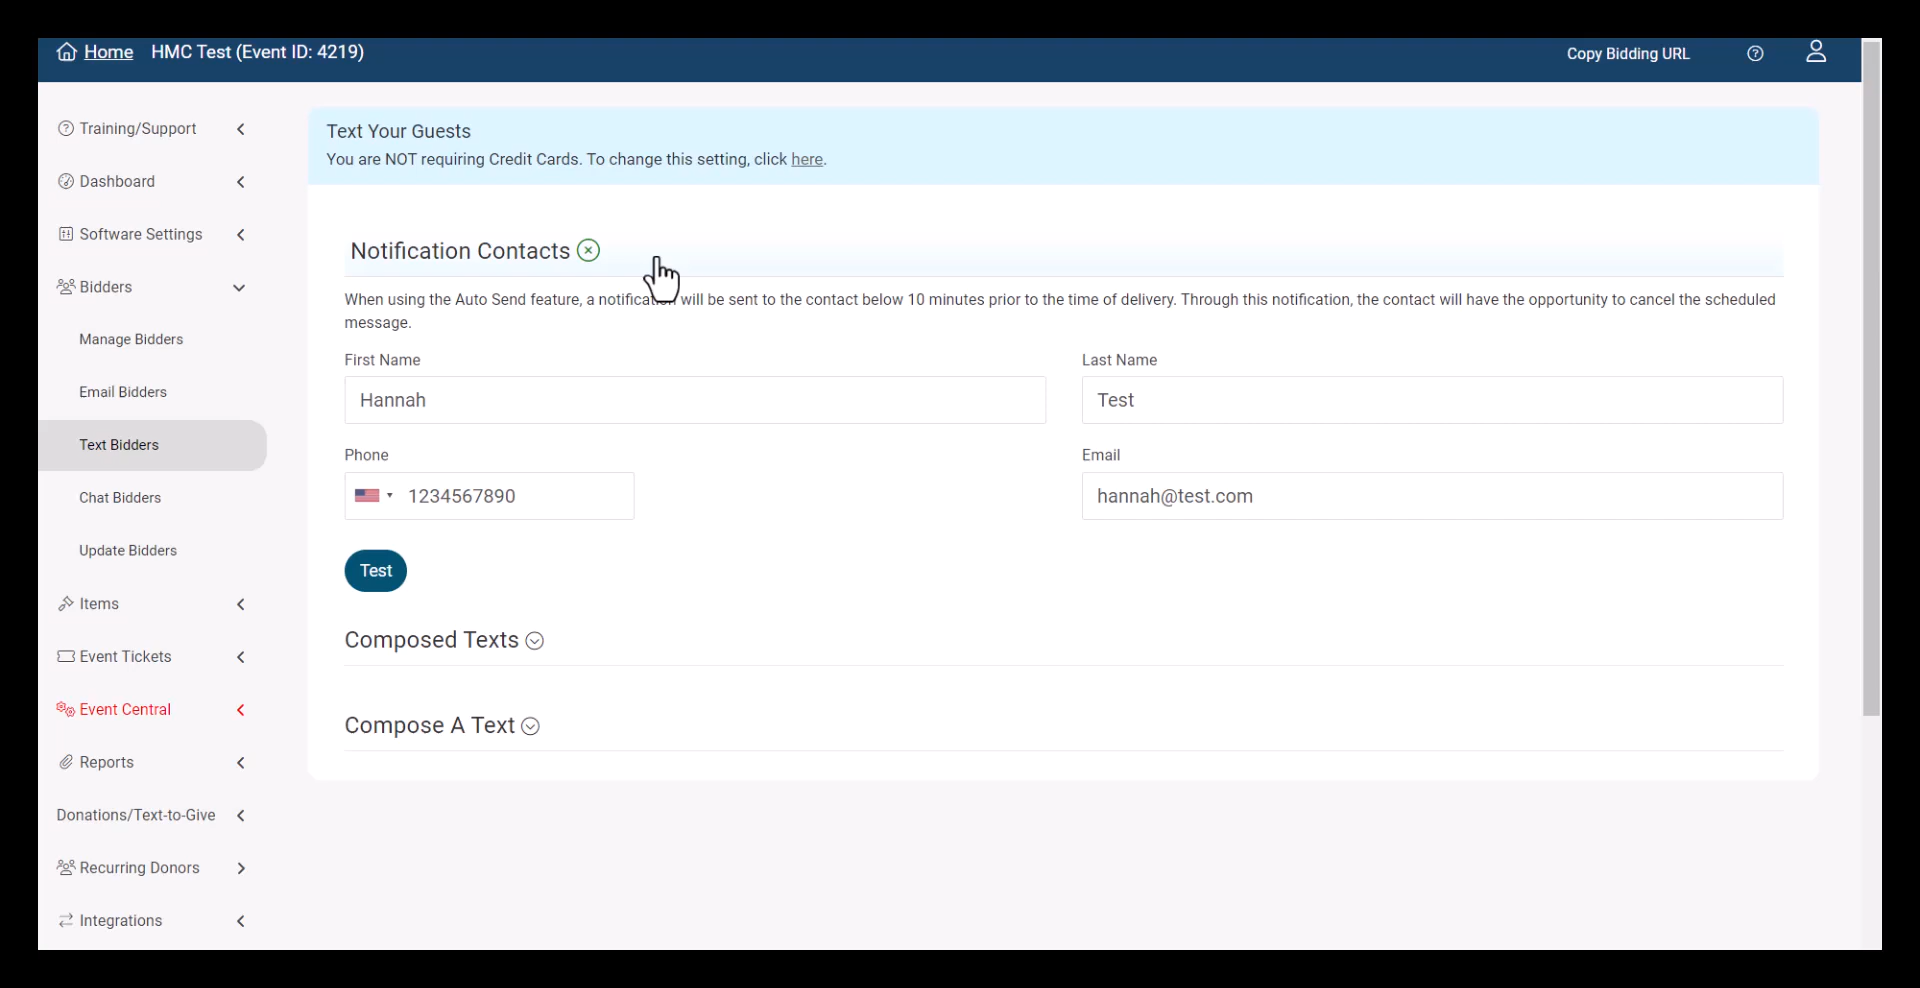 Home HMC Test (Event ID: 4219) Copy Bidding URL
Training/Support
Dashboard
Software Settings
Bidders
Manage Bidders
Email Bidders
Text Bidders
Chat Bidders
Update Bidders
Items
Event Tickets
Event Central
Reports
Donations/Text-to-Give
Recurring Donors
Integrations
Text Your Guests
You are NOT requiring Credit Cards. To change this setting, click here.
Notification Contacts
When using the Auto Send feature, a notification will be sent to the contact below 10 minutes prior to the time of delivery. Through this notification, the contact will have the opportunity to cancel the scheduled
message.
First Name
Hannah
Last Name
Test
Phone
1234567890
Email
hannah@test.com
Test
Composed Texts
Compose A Text